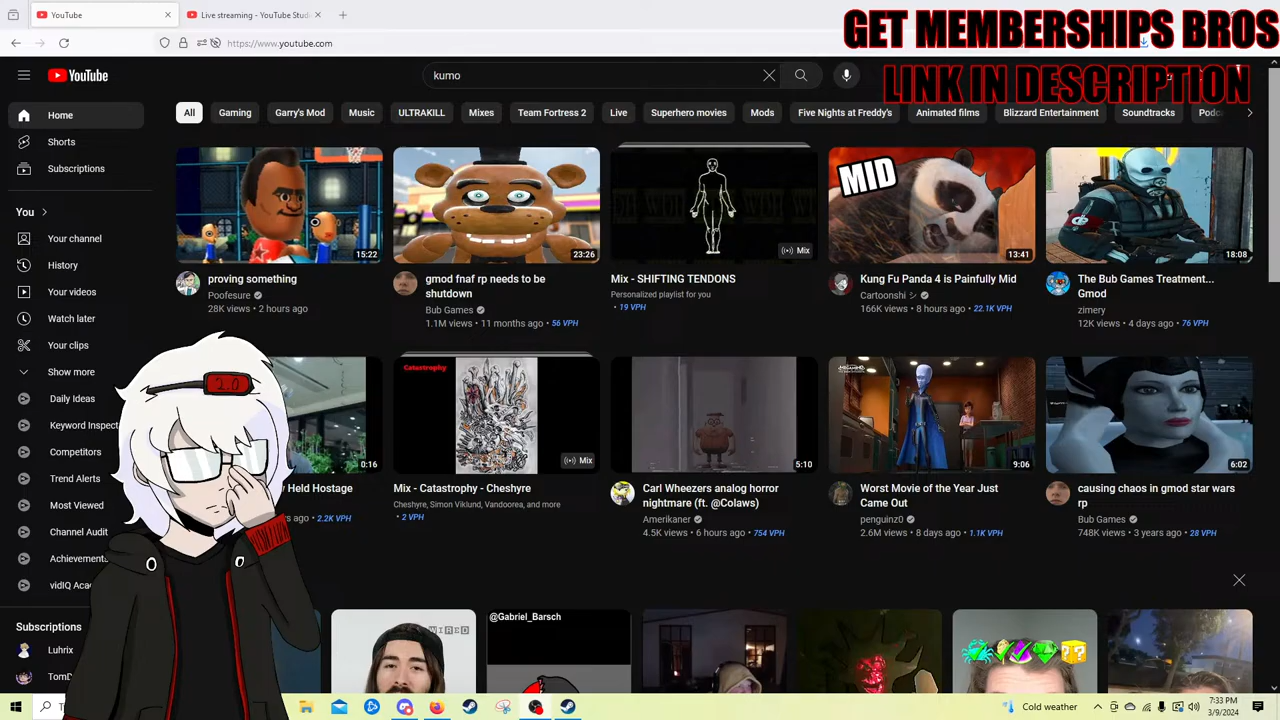 YouTube
Live streaming - YouTube Stud
GET MEMBERSHIPS BROS
https://www.youtube.com
YouTube
kumo
LINK IN DESCRIPTION
All
Gaming
Garry's Mod
Music
ULTRAKILL
Mixes
Team Fortress 2
Live
Superhero movies
Mods
Five Nights at Freddy's
Animated films
Blizzard Entertainment
Soundtracks
Podc
Home
Shorts
Subscriptions
You
Your channel
History
Your videos
Watch later
Your clips
Show more
Daily Ideas
Keyword Inspect
Competitors
Trend Alerts
Most Viewed
Channel Audit
Achievements
vidIQ Aca
Subscriptions
Luhrix
TomD
15:22
proving something
Poofesure
28K views • 2 hours ago
23:26
gmod fnaf rp needs to be
shutdown
Bub Games
1.1M views • 11 months ago • 56 VPH
Mix
Mix - SHIFTING TENDONS
Personalized playlist for you
• 19 VPH
MID
13:41
Kung Fu Panda 4 is Painfully Mid
Cartoonshi シ
166K views • 8 hours ago • 22.1K VPH
18:08
The Bub Games Treatment...
Gmod
zimery
12K views • 4 days ago • 76 VPH
0:16
y Held Hostage
rs ago • 2.2K VPH
Catastrophy
Mix
Mix - Catastrophy - Cheshyre
Cheshyre, Simon Viklund, Vandoorea, and more
• 2 VPH
5:10
Carl Wheezers analog horror
nightmare (ft. @Colaws)
Amerikaner
4.5K views • 6 hours ago • 754 VPH
9:06
Worst Movie of the Year Just
Came Out
penguinz0
2.6M views • 8 days ago • 1.1K VPH
6:02
causing chaos in gmod star wars
rp
Bub Games
748K views • 3 years ago • 28 VPH
2.0
WIRED
@Gabriel_Barsch
Cold weather
7:33 PM
3/9/2024